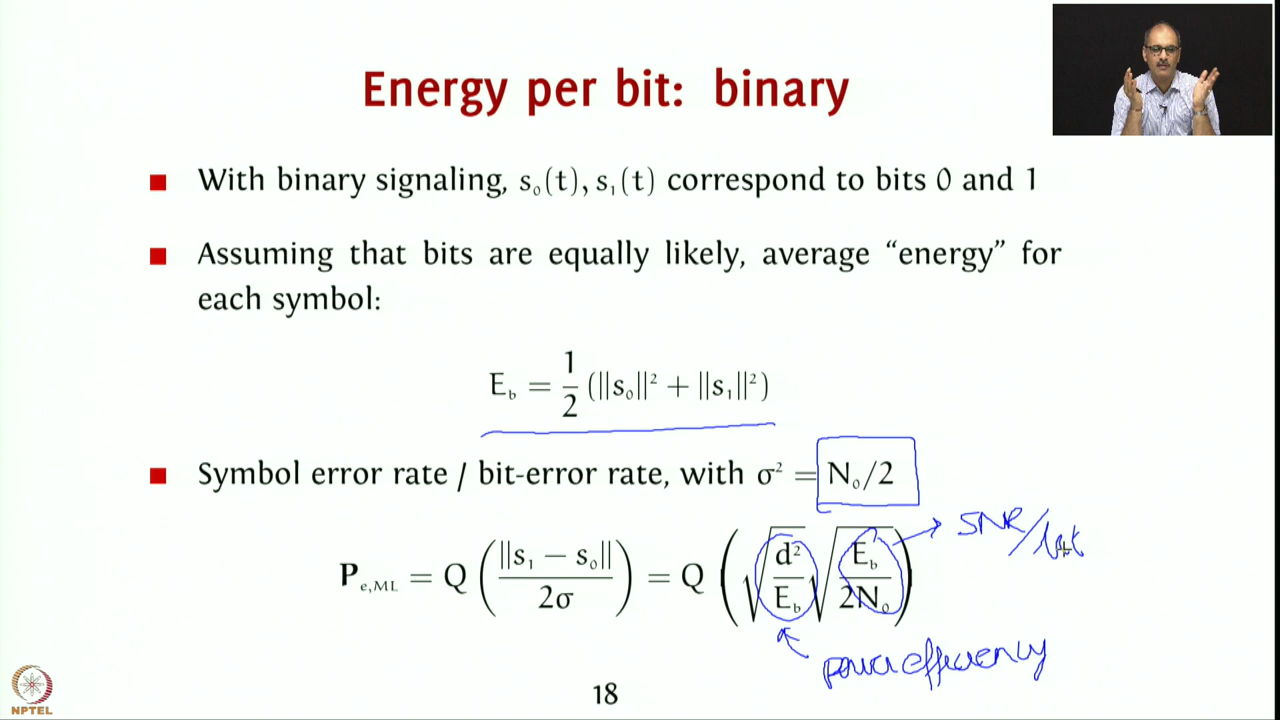 Energy per bit: binary
With binary signaling, s₀(t), s₁(t) correspond to bits 0 and 1
Assuming that bits are equally likely, average “energy” for
each symbol:
E_b = 1/2 (||s₀||² + ||s₁||²)
Symbol error rate / bit-error rate, with σ² = N₀/2
SNR/bit
P_{e,ML} = Q(||s₁ − s₀|| / 2σ) = Q(√(d²/E_b) √(E_b/2N₀))
power efficiency
18
NPTEL